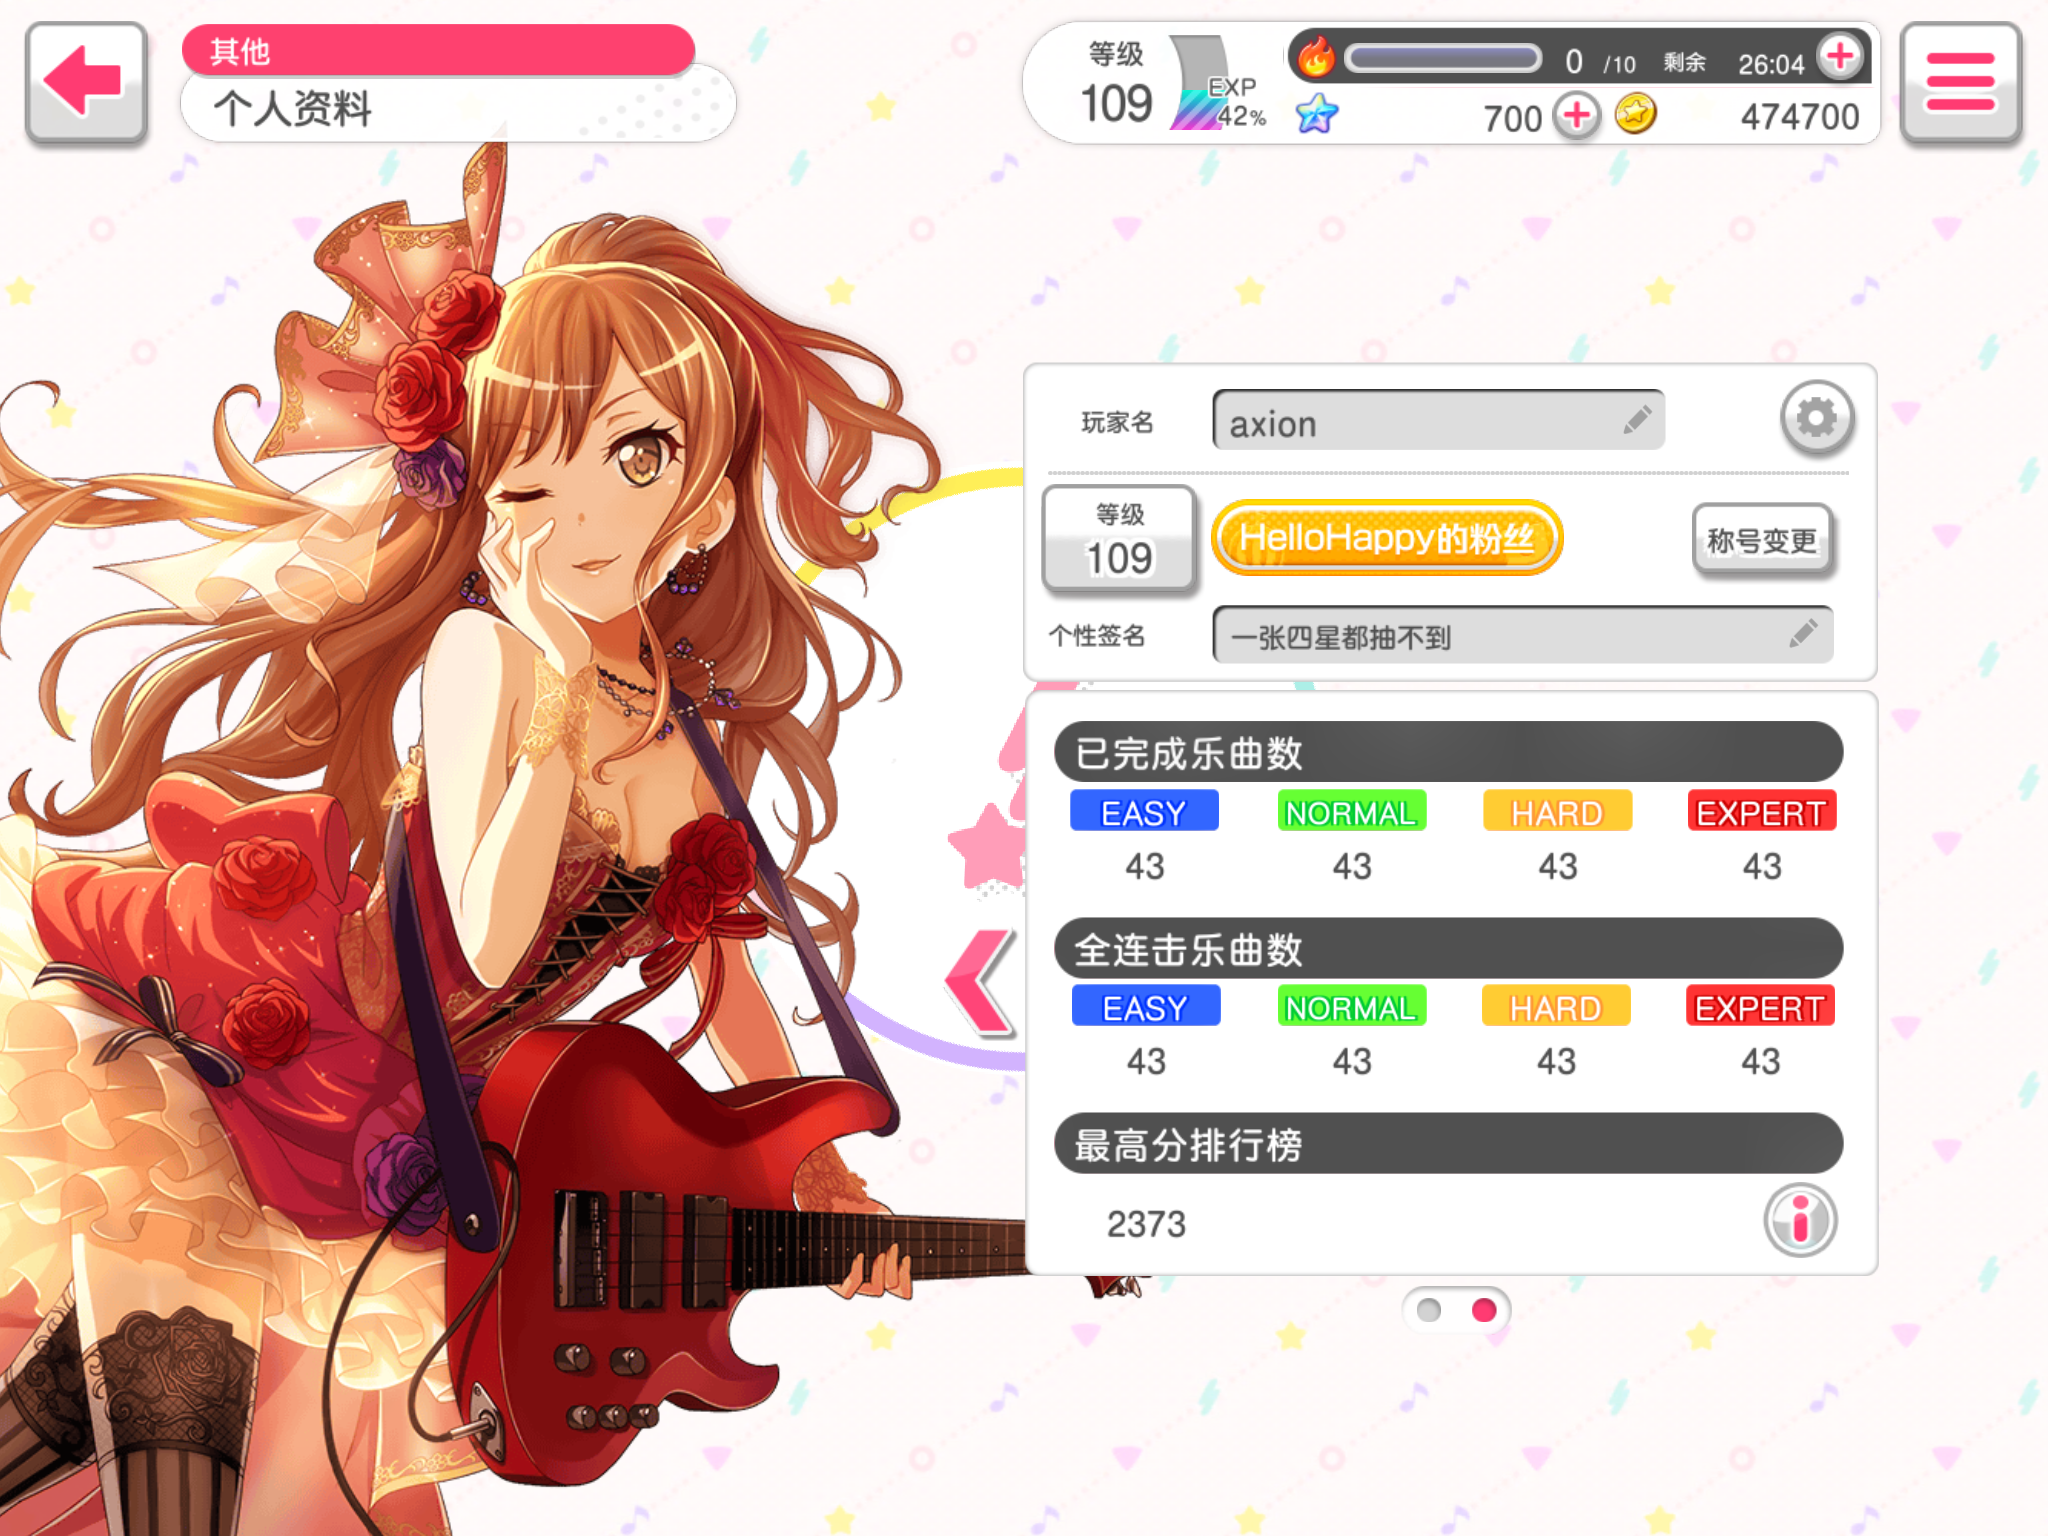 其他
个人资料
等级
109
EXP
42%
0 /10 剩余 26:04
700
474700
玩家名 axion
等级
109
HelloHappy的粉丝
称号变更
个性签名 一张四星都抽不到
已完成乐曲数
EASY NORMAL HARD EXPERT
43 43 43 43
全连击乐曲数
EASY NORMAL HARD EXPERT
43 43 43 43
最高分排行榜
2373